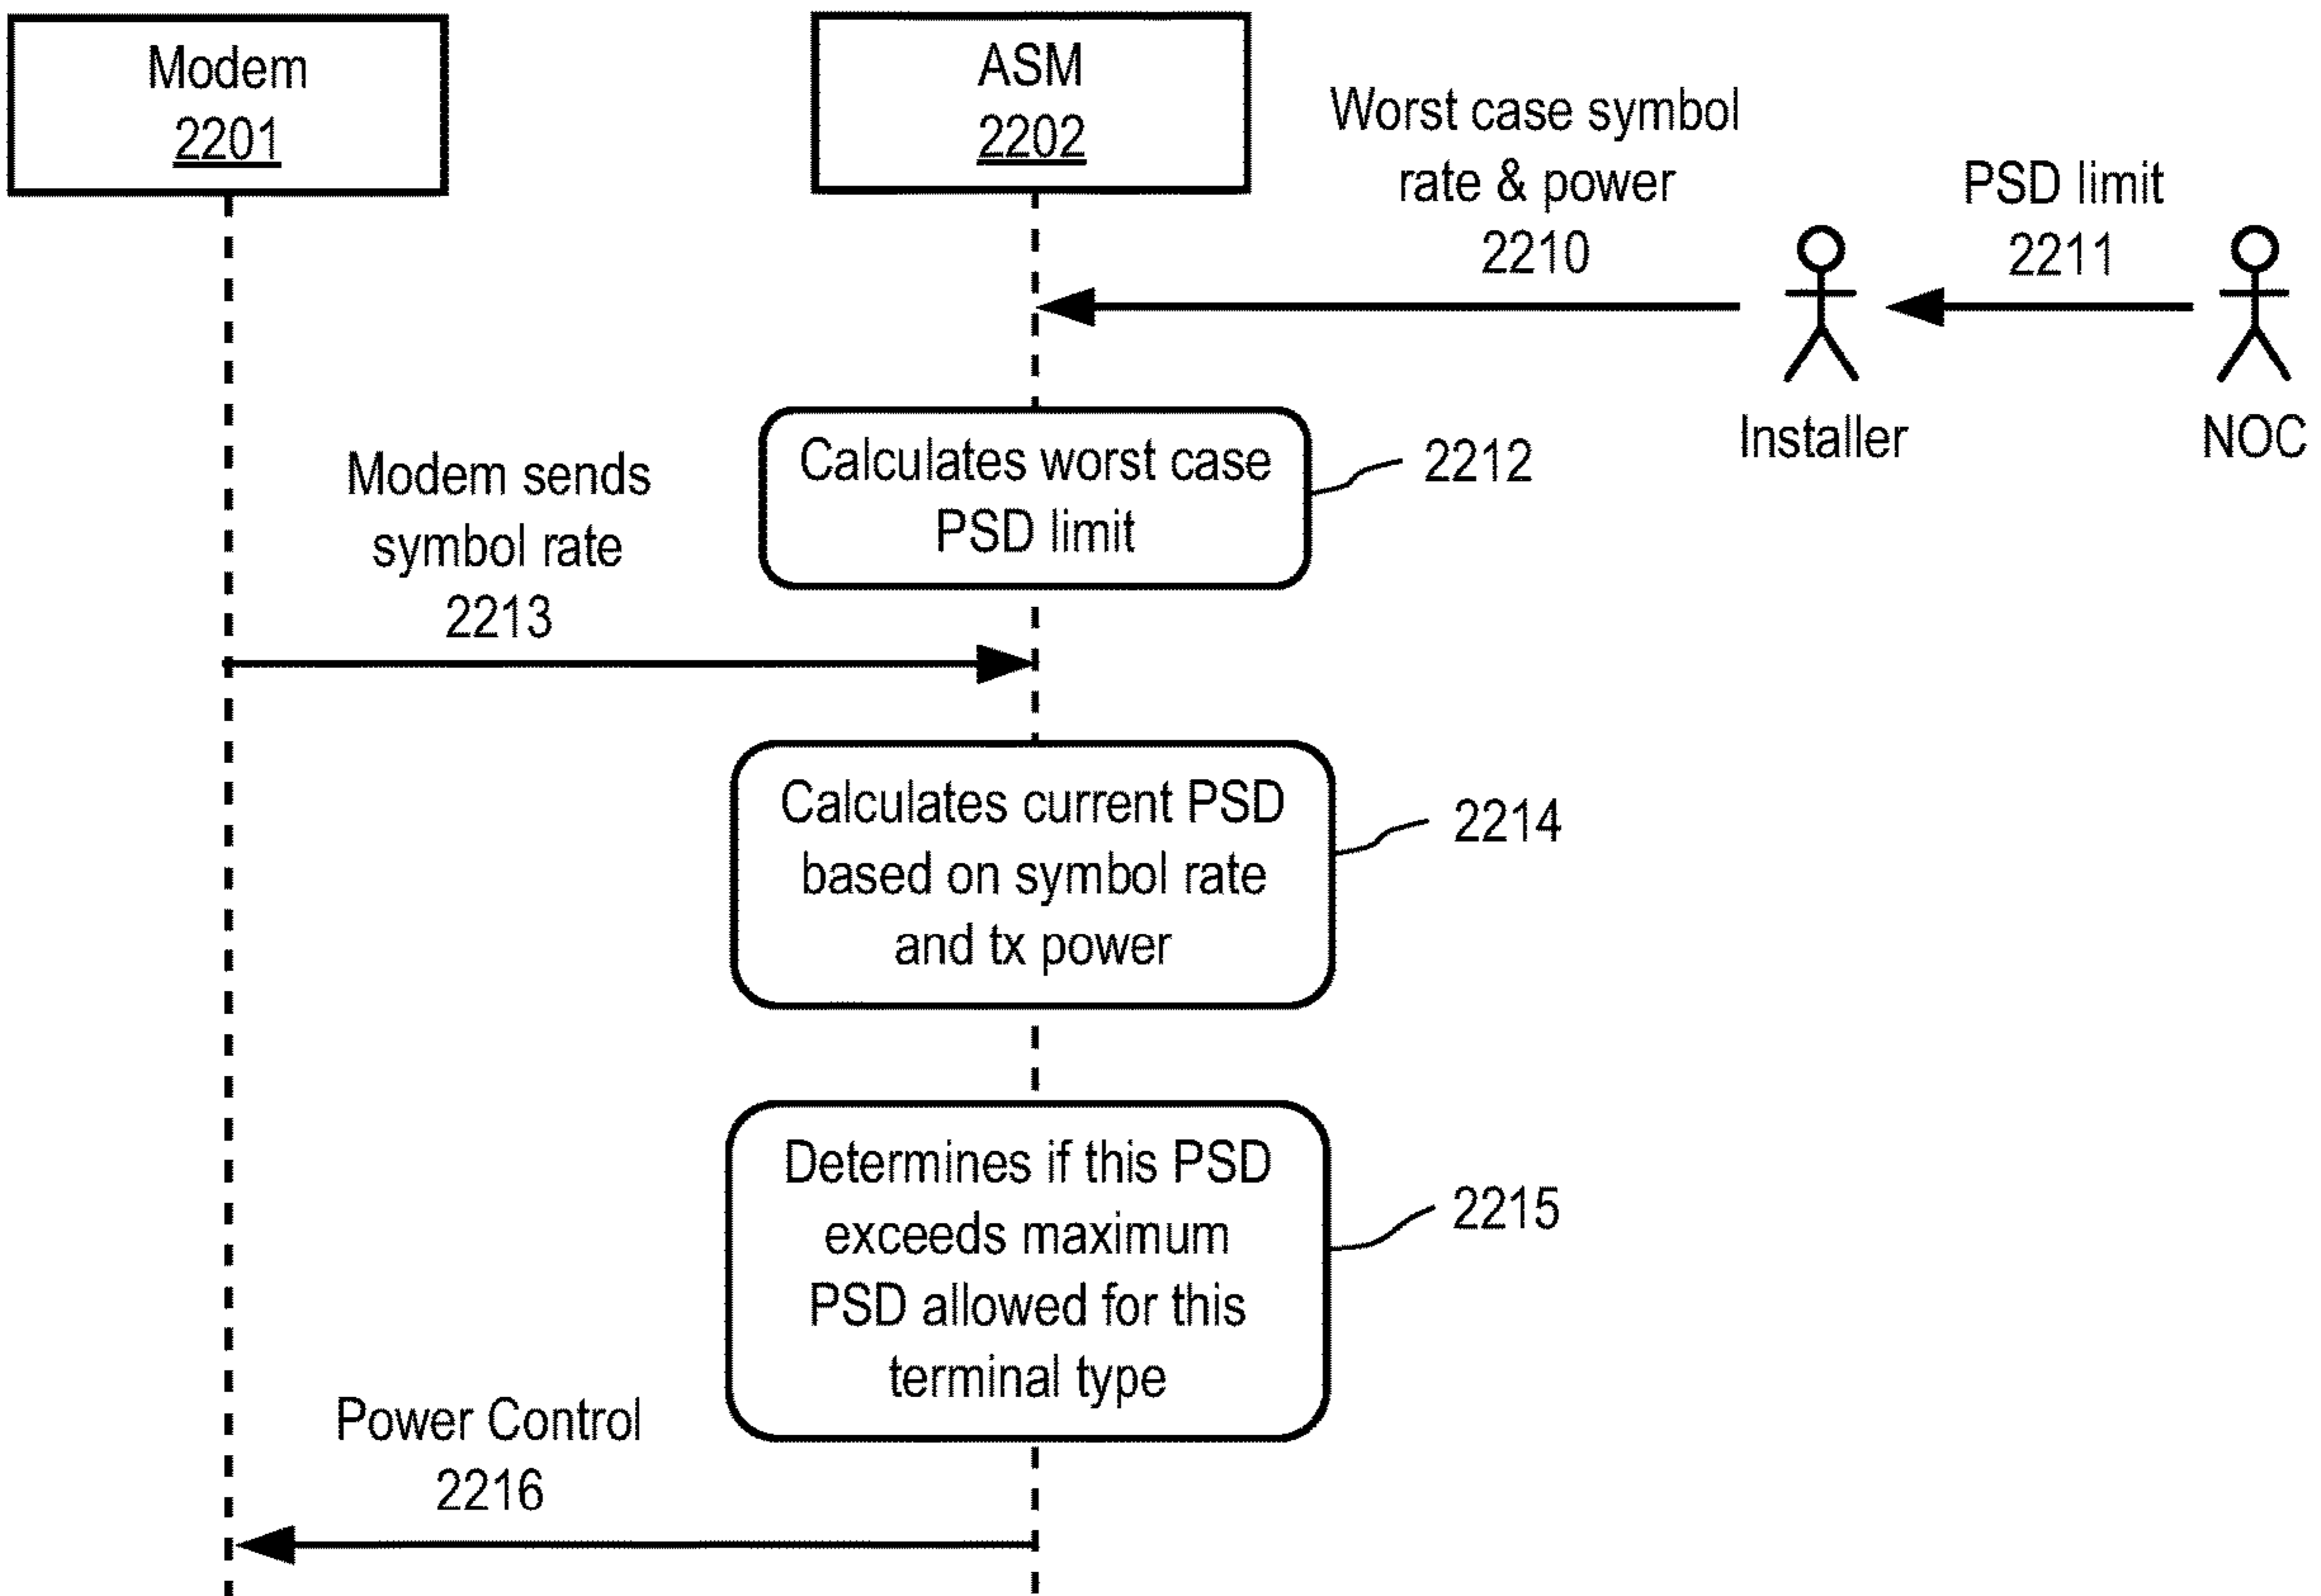 Modem
2201
ASM
2202
Worst case symbol
rate & power
2210
PSD limit
2211
Installer
NOC
Calculates worst case
PSD limit
2212
Modem sends
symbol rate
2213
Calculates current PSD
based on symbol rate
and tx power
2214
Determines if this PSD
exceeds maximum
PSD allowed for this
terminal type
2215
Power Control
2216